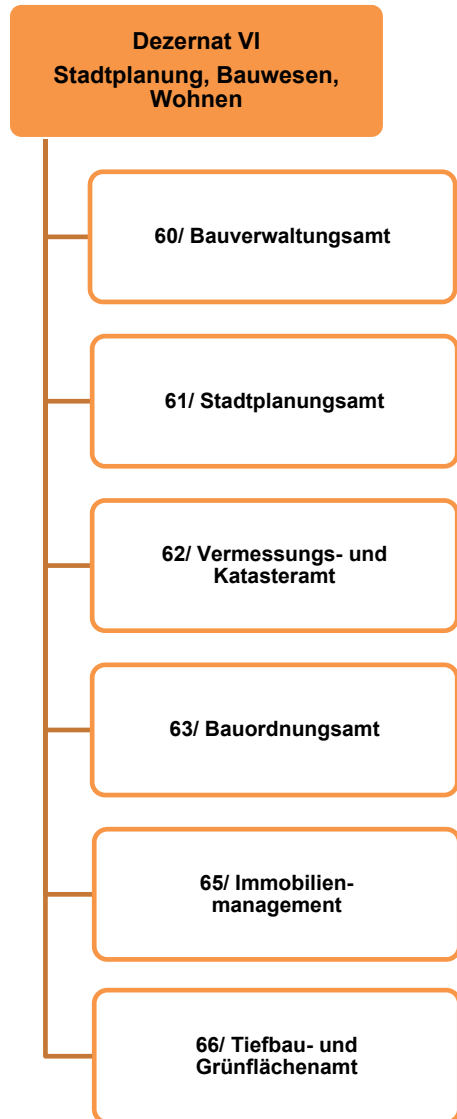 Dezernat VI
Stadtplanung, Bauwesen,
Wohnen
60/ Bauverwaltungsamt
61/ Stadtplanungsamt
62/ Vermessungs- und
Katasteramt
63/ Bauordnungsamt
65/ Immobilien-
management
66/ Tiefbau- und
Grünflächenamt